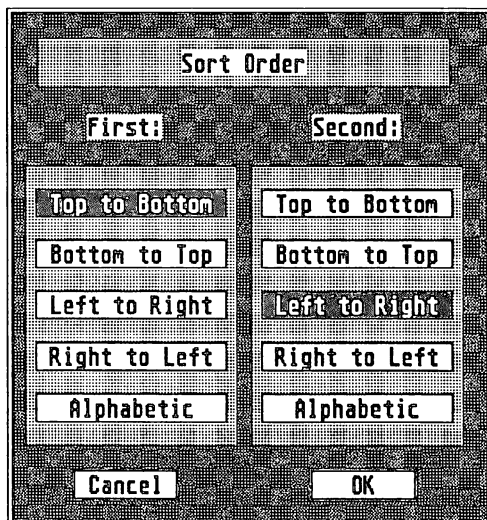 Sort Order
First: Second:
Top to Bottom Top to Bottom
Bottom to Top Bottom to Top
Left to Right Left to Right
Right to Left Right to Left
Alphabetic Alphabetic
Cancel OK